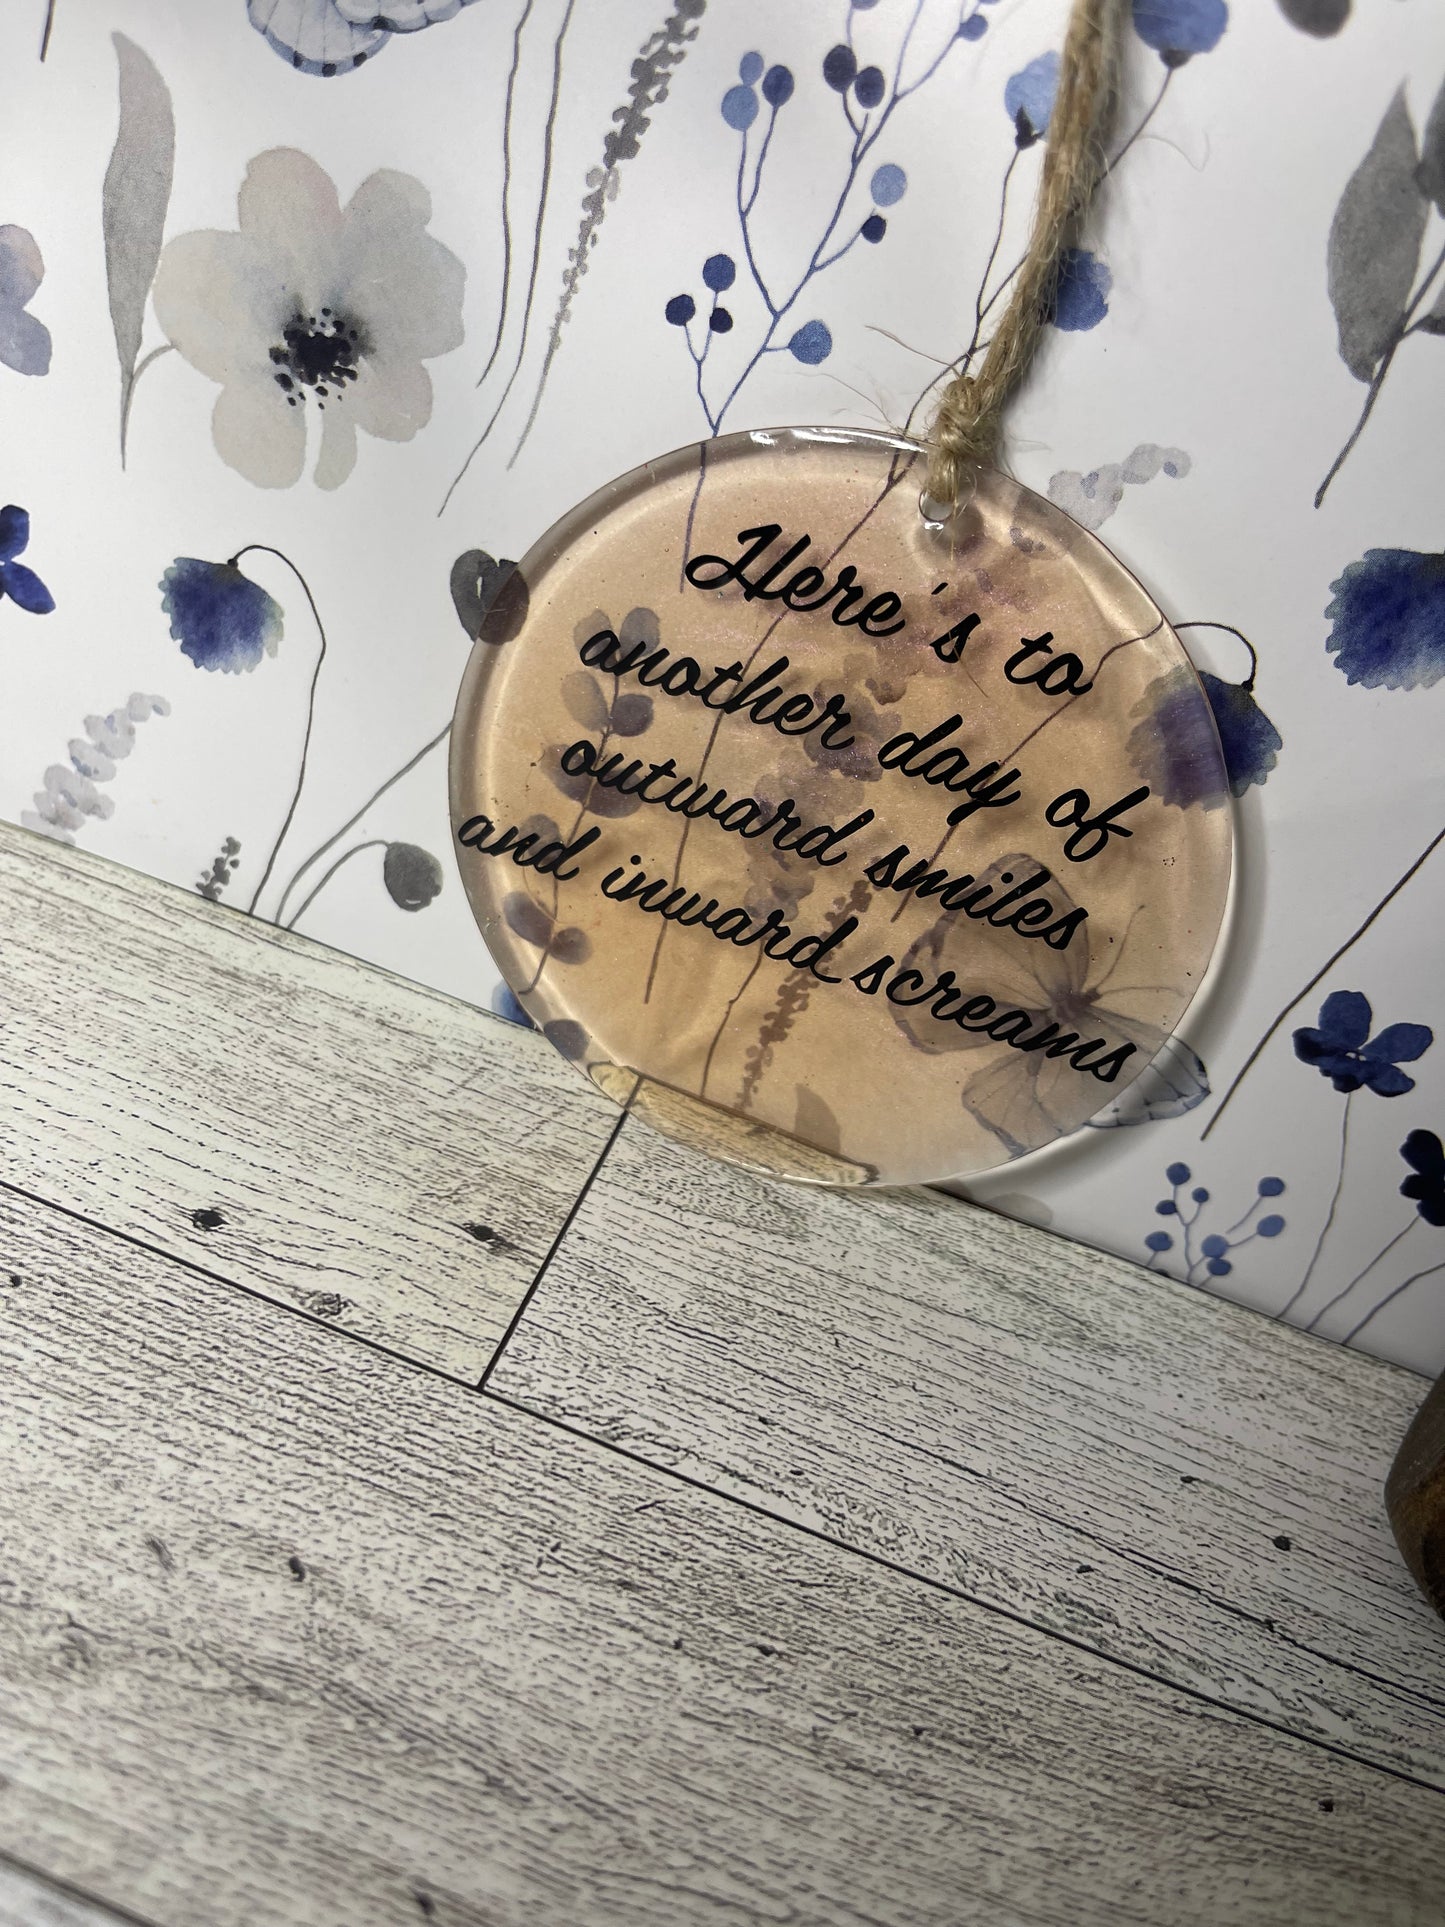 Here's to
another day of
outward smiles
and inward screams